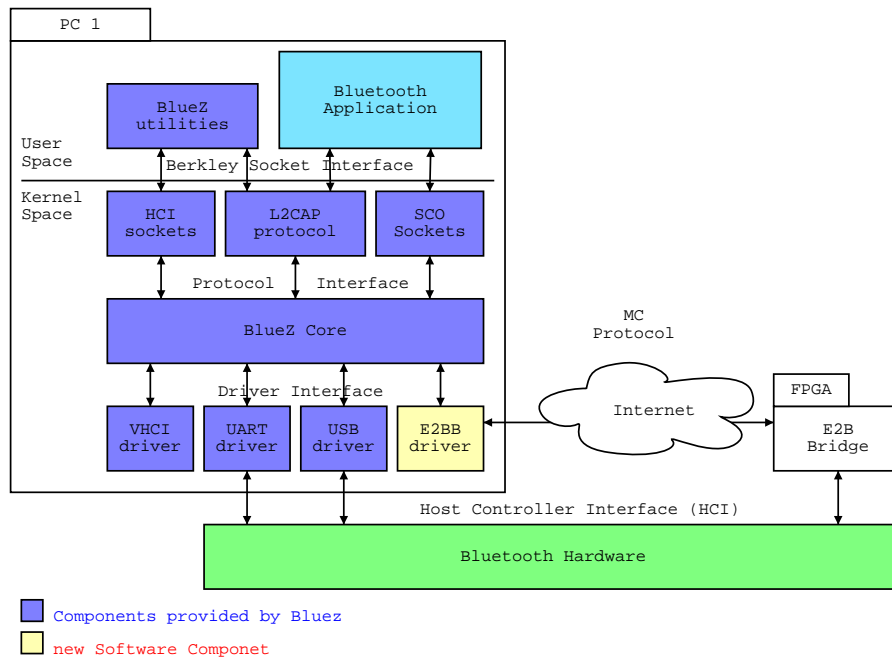 PC 1
BlueZ
utilities
Bluetooth
Application
User
Space
Berkley Socket Interface
Kernel
Space
HCI
sockets
L2CAP
protocol
SCO
Sockets
Protocol Interface
BlueZ Core
MC
Protocol
Driver Interface
Internet
FPGA
VHCI
driver
UART
driver
USB
driver
E2BB
driver
E2B
Bridge
Host Controller Interface (HCI)
Bluetooth Hardware
Components provided by Bluez
new Software Componet